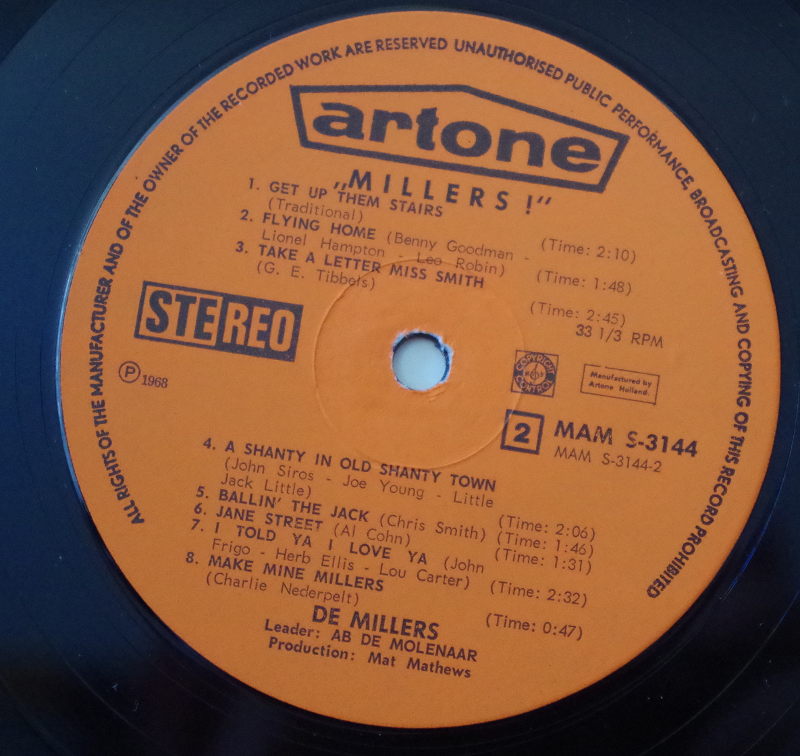 ALL RIGHTS OF THE MANUFACTURER AND OF THE OWNER OF THE RECORDED WORK ARE RESERVED UNAUTHORISED PUBLIC PERFORMANCE, BROADCASTING AND COPYING OF THIS RECORD PROHIBITED
artone
„MILLERS!"
1. GET UP THEM STAIRS
(Traditional) (Time: 2:10)
2. FLYING HOME (Benny Goodman -
Lionel Hampton - Leo Robin) (Time: 1:48)
3. TAKE A LETTER MISS SMITH
(G. E. Tibbels) (Time: 2:45)
33 1/3 RPM
STEREO
COPYRIGHT
CONTROL
Manufactured by
Artone Holland.
Ⓟ 1968
2 MAM S-3144
MAM S-3144-2
4. A SHANTY IN OLD SHANTY TOWN
(John Siros - Joe Young - Little
Jack Little) (Time: 2:06)
5. BALLIN' THE JACK (Chris Smith) (Time: 1:46)
6. JANE STREET (Al Cohn) (Time: 1:31)
7. I TOLD YA I LOVE YA (John
Frigo - Herb Ellis - Lou Carter) (Time: 2:32)
8. MAKE MINE MILLERS
(Charlie Nederpelt) (Time: 0:47)
DE MILLERS
Leader: AB DE MOLENAAR
Production: Mat Mathews